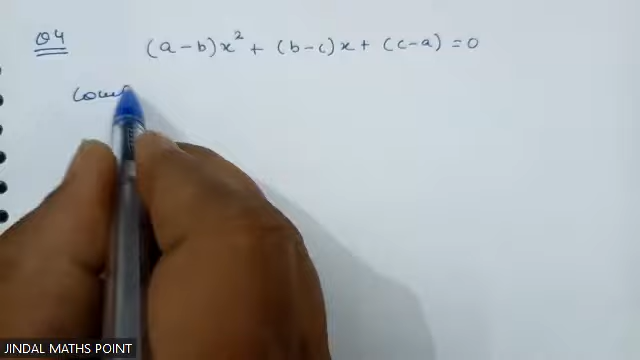 Q4
(a-b)x² + (b-c)x + (c-a) = 0
JINDAL MATHS POINT